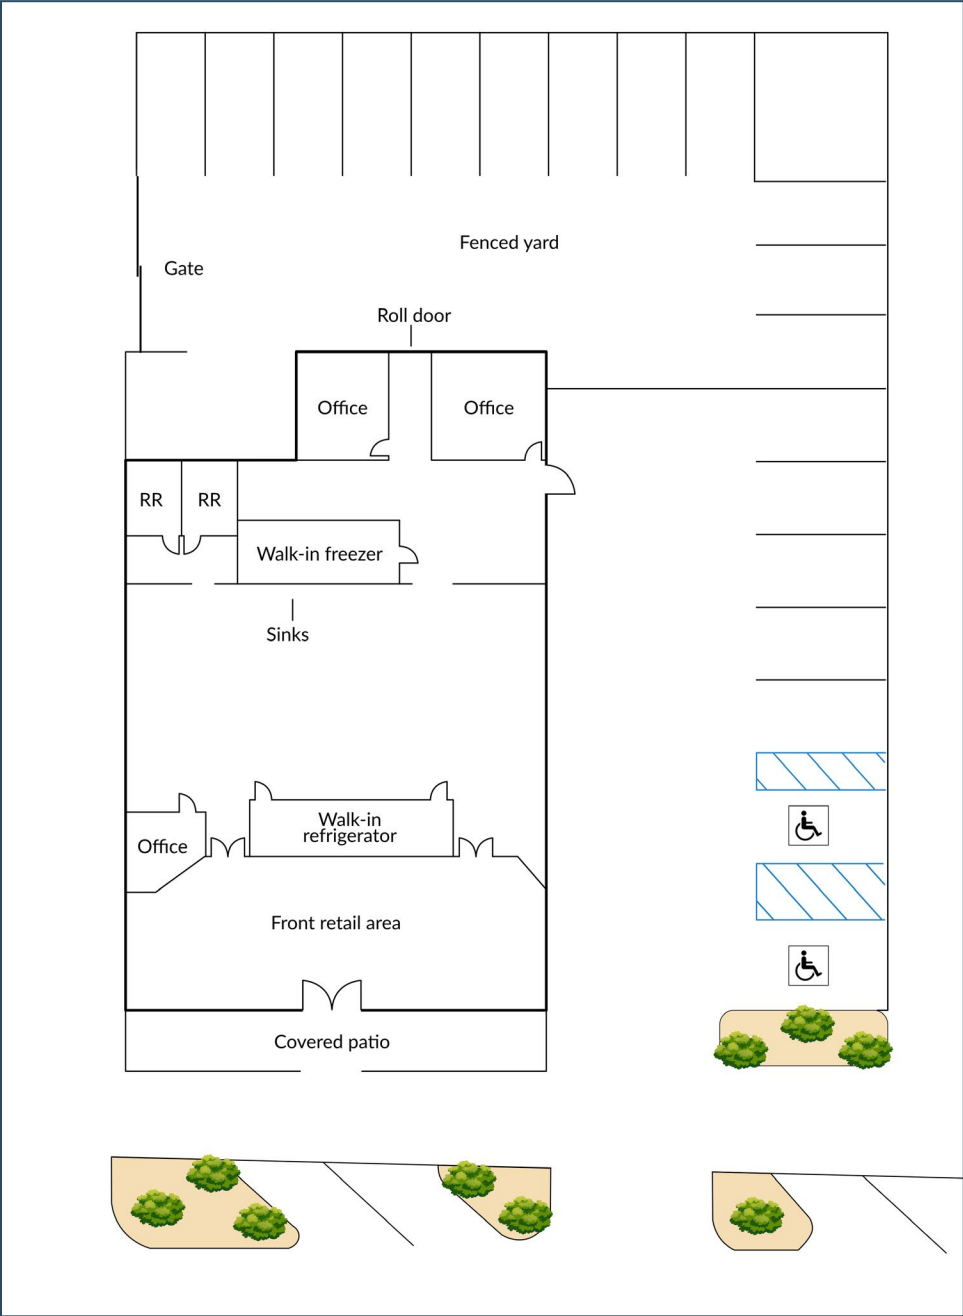 Fenced yard
Gate
Roll door
Office
Office
RR
RR
Walk-in freezer
Sinks
Walk-in
refrigerator
Office
Front retail area
Covered patio